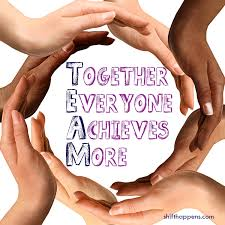 TOGETHER
EVERYONE
ACHIEVES
MORE
shifthappens.com